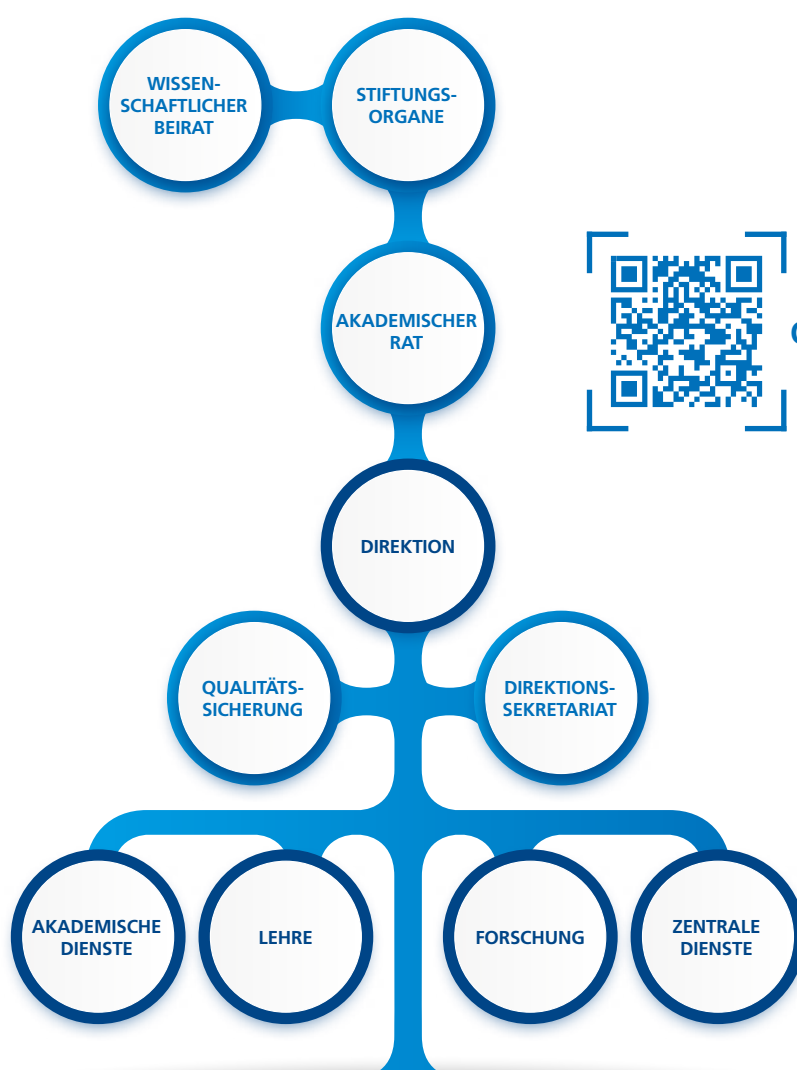 WISSEN-
SCHAFTLICHER
BEIRAT
STIFTUNGS-
ORGANE
AKADEMISCHER
RAT
DIREKTION
QUALITÄTS-
SICHERUNG
DIREKTIONS-
SEKRETARIAT
AKADEMISCHE
DIENSTE
LEHRE
FORSCHUNG
ZENTRALE
DIENSTE